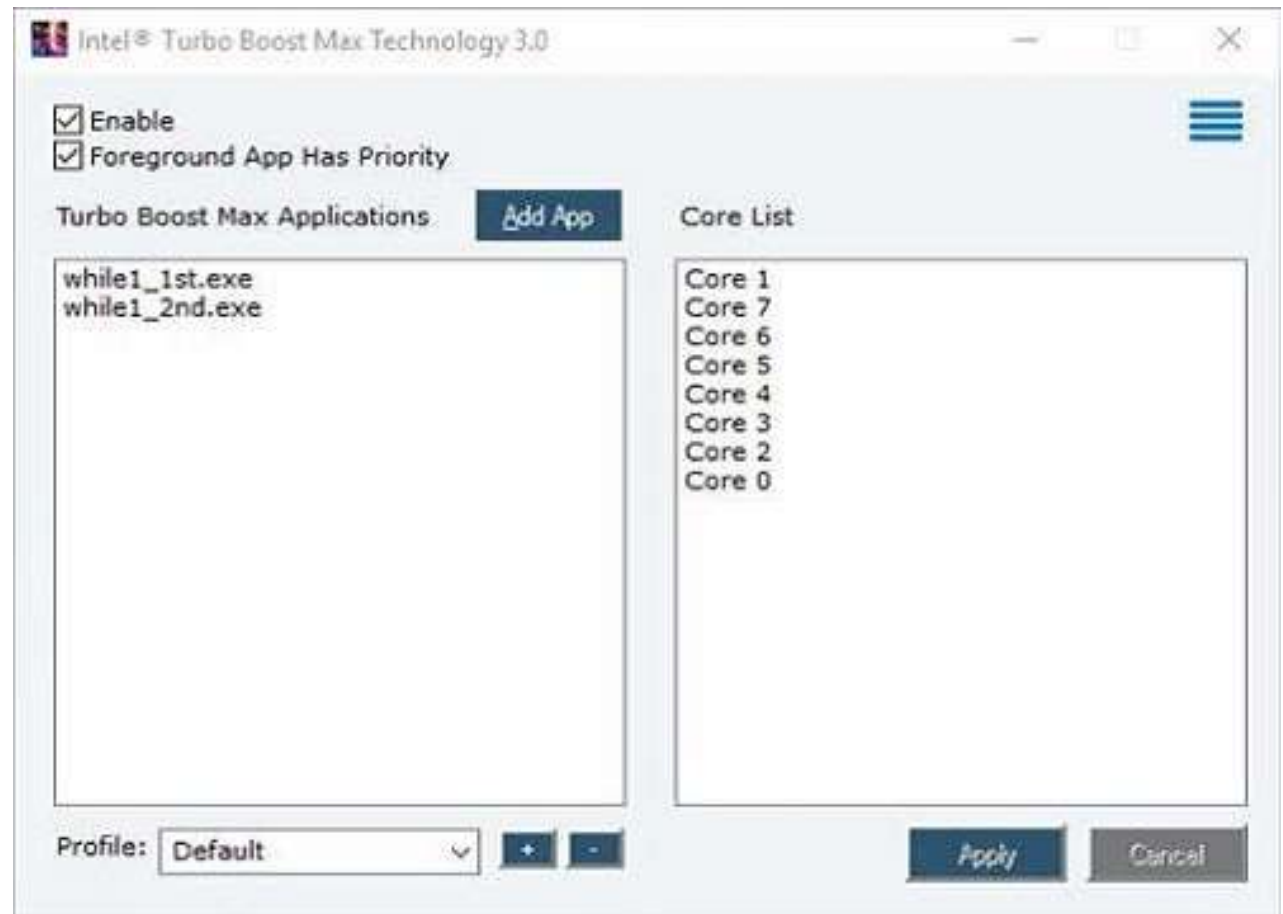 Intel® Turbo Boost Max Technology 3.0
Enable
Foreground App Has Priority
Turbo Boost Max Applications
Add App
Core List
while1_1st.exe
while1_2nd.exe
Core 1
Core 7
Core 6
Core 5
Core 4
Core 3
Core 2
Core 0
Profile:
Default
+
-
Apply
Cancel